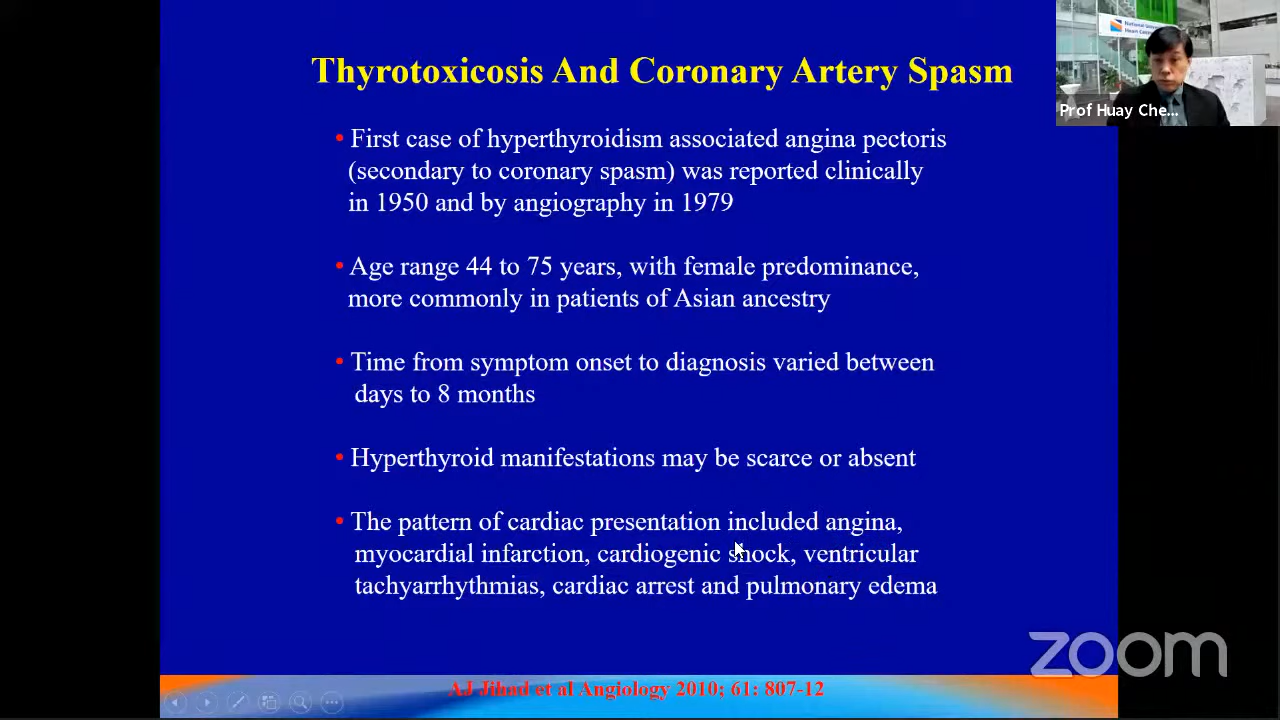 Thyrotoxicosis And Coronary Artery Spasm
• First case of hyperthyroidism associated angina pectoris
(secondary to coronary spasm) was reported clinically
in 1950 and by angiography in 1979
• Age range 44 to 75 years, with female predominance,
more commonly in patients of Asian ancestry
• Time from symptom onset to diagnosis varied between
days to 8 months
• Hyperthyroid manifestations may be scarce or absent
• The pattern of cardiac presentation included angina,
myocardial infarction, cardiogenic shock, ventricular
tachyarrhythmias, cardiac arrest and pulmonary edema
AJ Jihad et al Angiology 2010; 61: 807-12
National
Heart
Prof Huay Che...
zoom